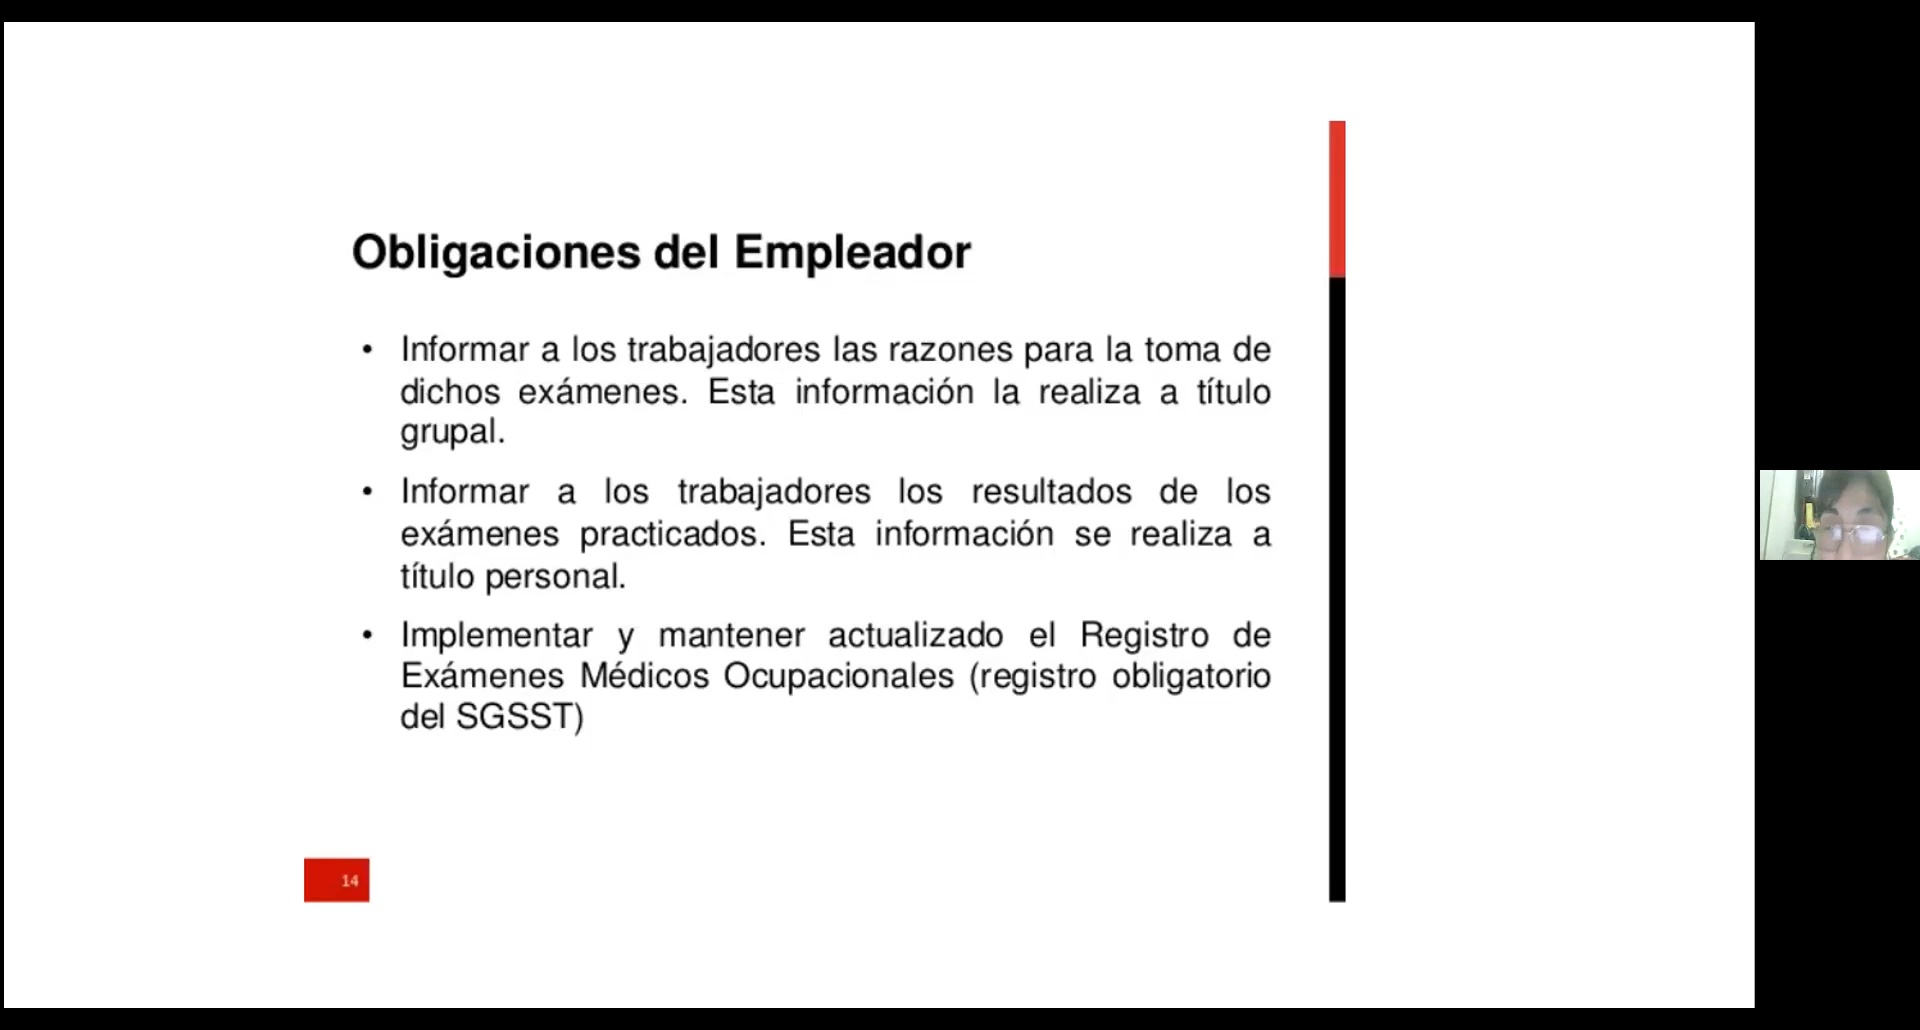 Obligaciones del Empleador
• Informar a los trabajadores las razones para la toma de
dichos exámenes. Esta información la realiza a título
grupal.
• Informar a los trabajadores los resultados de los
exámenes practicados. Esta información se realiza a
título personal.
• Implementar y mantener actualizado el Registro de
Exámenes Médicos Ocupacionales (registro obligatorio
del SGSST)
14